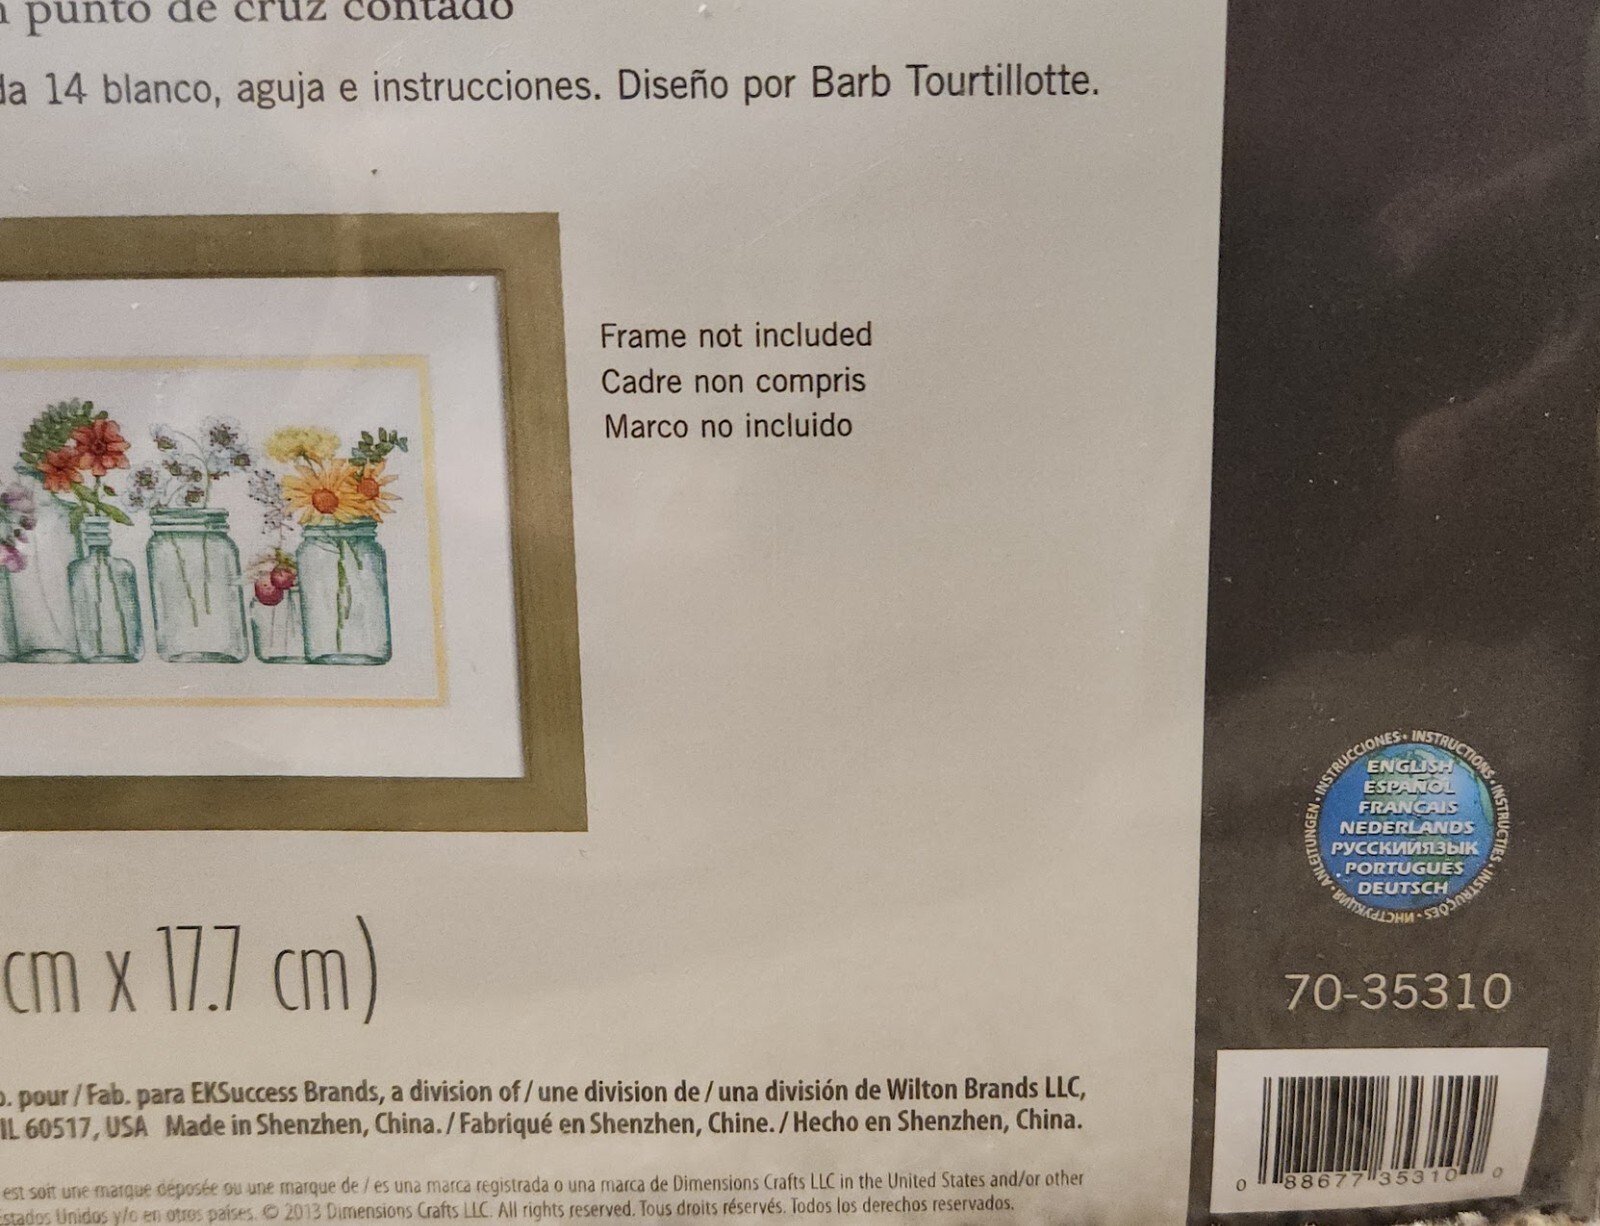 punto de cruz contado
14 blanco, aguja e instrucciones. Diseño por Barb Tourtillotte.
Frame not included
Cadre non compris
Marco no incluido
INSTRUCCIONES • INSTRUCTIONS • INSTRUCTIES • INSTRUÇÕES • ИНСТРУКЦИЯ • ANLEITUNGEN •
ENGLISH
ESPAÑOL
FRANÇAIS
NEDERLANDS
РУССКИЙЯЗЫК
PORTUGUES
DEUTSCH
cm x 17.7 cm)
70-35310
pour / Fab. para EKSuccess Brands, a division of / une division de / una división de Wilton Brands LLC,
IL 60517, USA Made in Shenzhen, China. / Fabriqué en Shenzhen, Chine. / Hecho en Shenzhen, China.
est soit une marque déposée ou une marque de / es una marca registrada o una marca de Dimensions Crafts LLC in the United States and/or other
Estados Unidos y/o en otros países. © 2013 Dimensions Crafts LLC. All rights reserved. Tous droits réservés. Todos los derechos reservados.
0 88677 35310 0